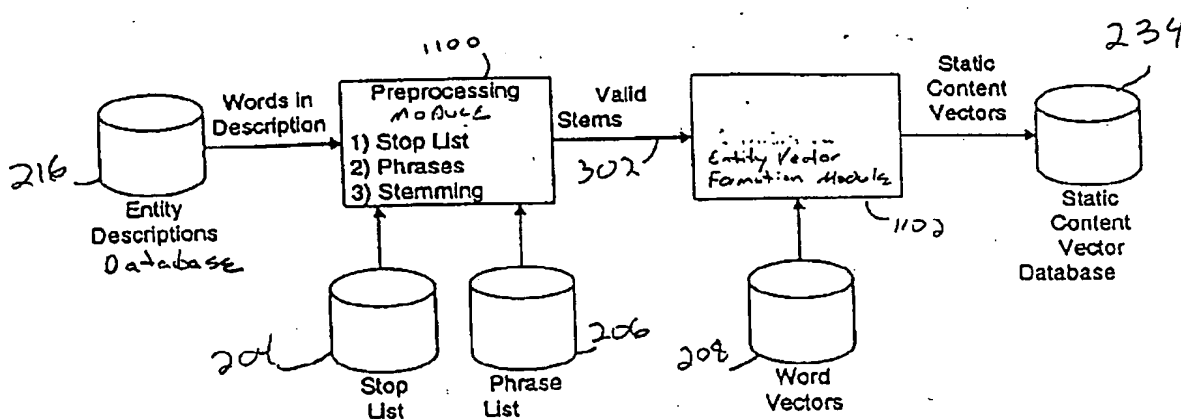 1100
234
Words in
Description
Preprocessing
MODULE
1) Stop List
2) Phrases
3) Stemming
Valid
Stems
302
Entity Vector
Formation Module
1102
Static
Content
Vectors
216
Entity
Descriptions
Database
204
Stop
List
206
Phrase
List
208
Word
Vectors
Static
Content
Vector
Database